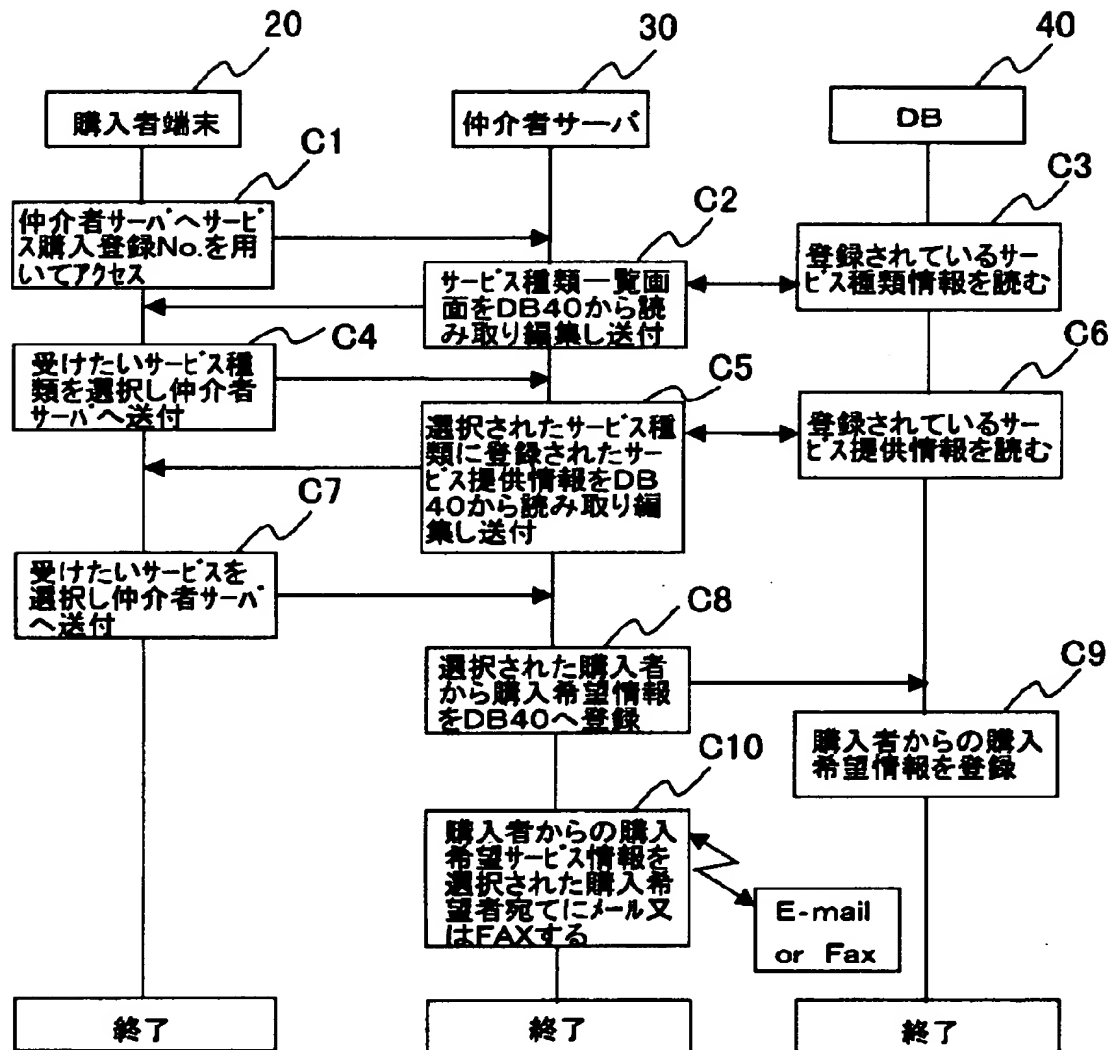 20
30
40
購入者端末
仲介者サーバ
DB
C1
仲介者サーバへサービ
ス購入登録No.を用
いてアクセス
C2
サービス種類一覧画
面をDB40から読
み取り編集し送付
C3
登録されているサー
ビス種類情報を読む
C4
受けたいサービス種
類を選択し仲介者
サーバへ送付
C5
選択されたサービス種
類に登録されたサー
ビス提供情報をDB
40から読み取り編
集し送付
C6
登録されているサー
ビス提供情報を読む
C7
受けたいサービスを
選択し仲介者サーバ
へ送付
C8
選択された購入者
から購入希望情報
をDB40へ登録
C9
購入者からの購入
希望情報を登録
C10
購入者からの購入
希望サービス情報を
選択された購入希
望者宛てにメール又
はFAXする
E-mail
or Fax
終了
終了
終了